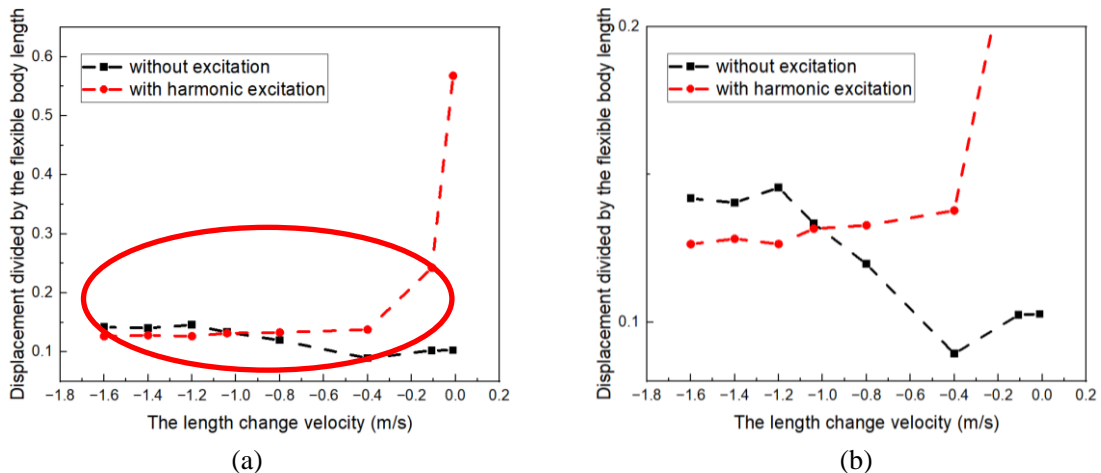 Displacement divided by the flexible body length
0.6
0.5
0.4
0.3
0.2
0.1
without excitation
with harmonic excitation
−1.8 −1.6 −1.4 −1.2 −1.0 −0.8 −0.6 −0.4 −0.2 0.0 0.2
The length change velocity (m/s)
(a)
Displacement divided by the flexible body length
0.2
0.1
without excitation
with harmonic excitation
−1.8 −1.6 −1.4 −1.2 −1.0 −0.8 −0.6 −0.4 −0.2 0.0 0.2
The length change velocity (m/s)
(b)